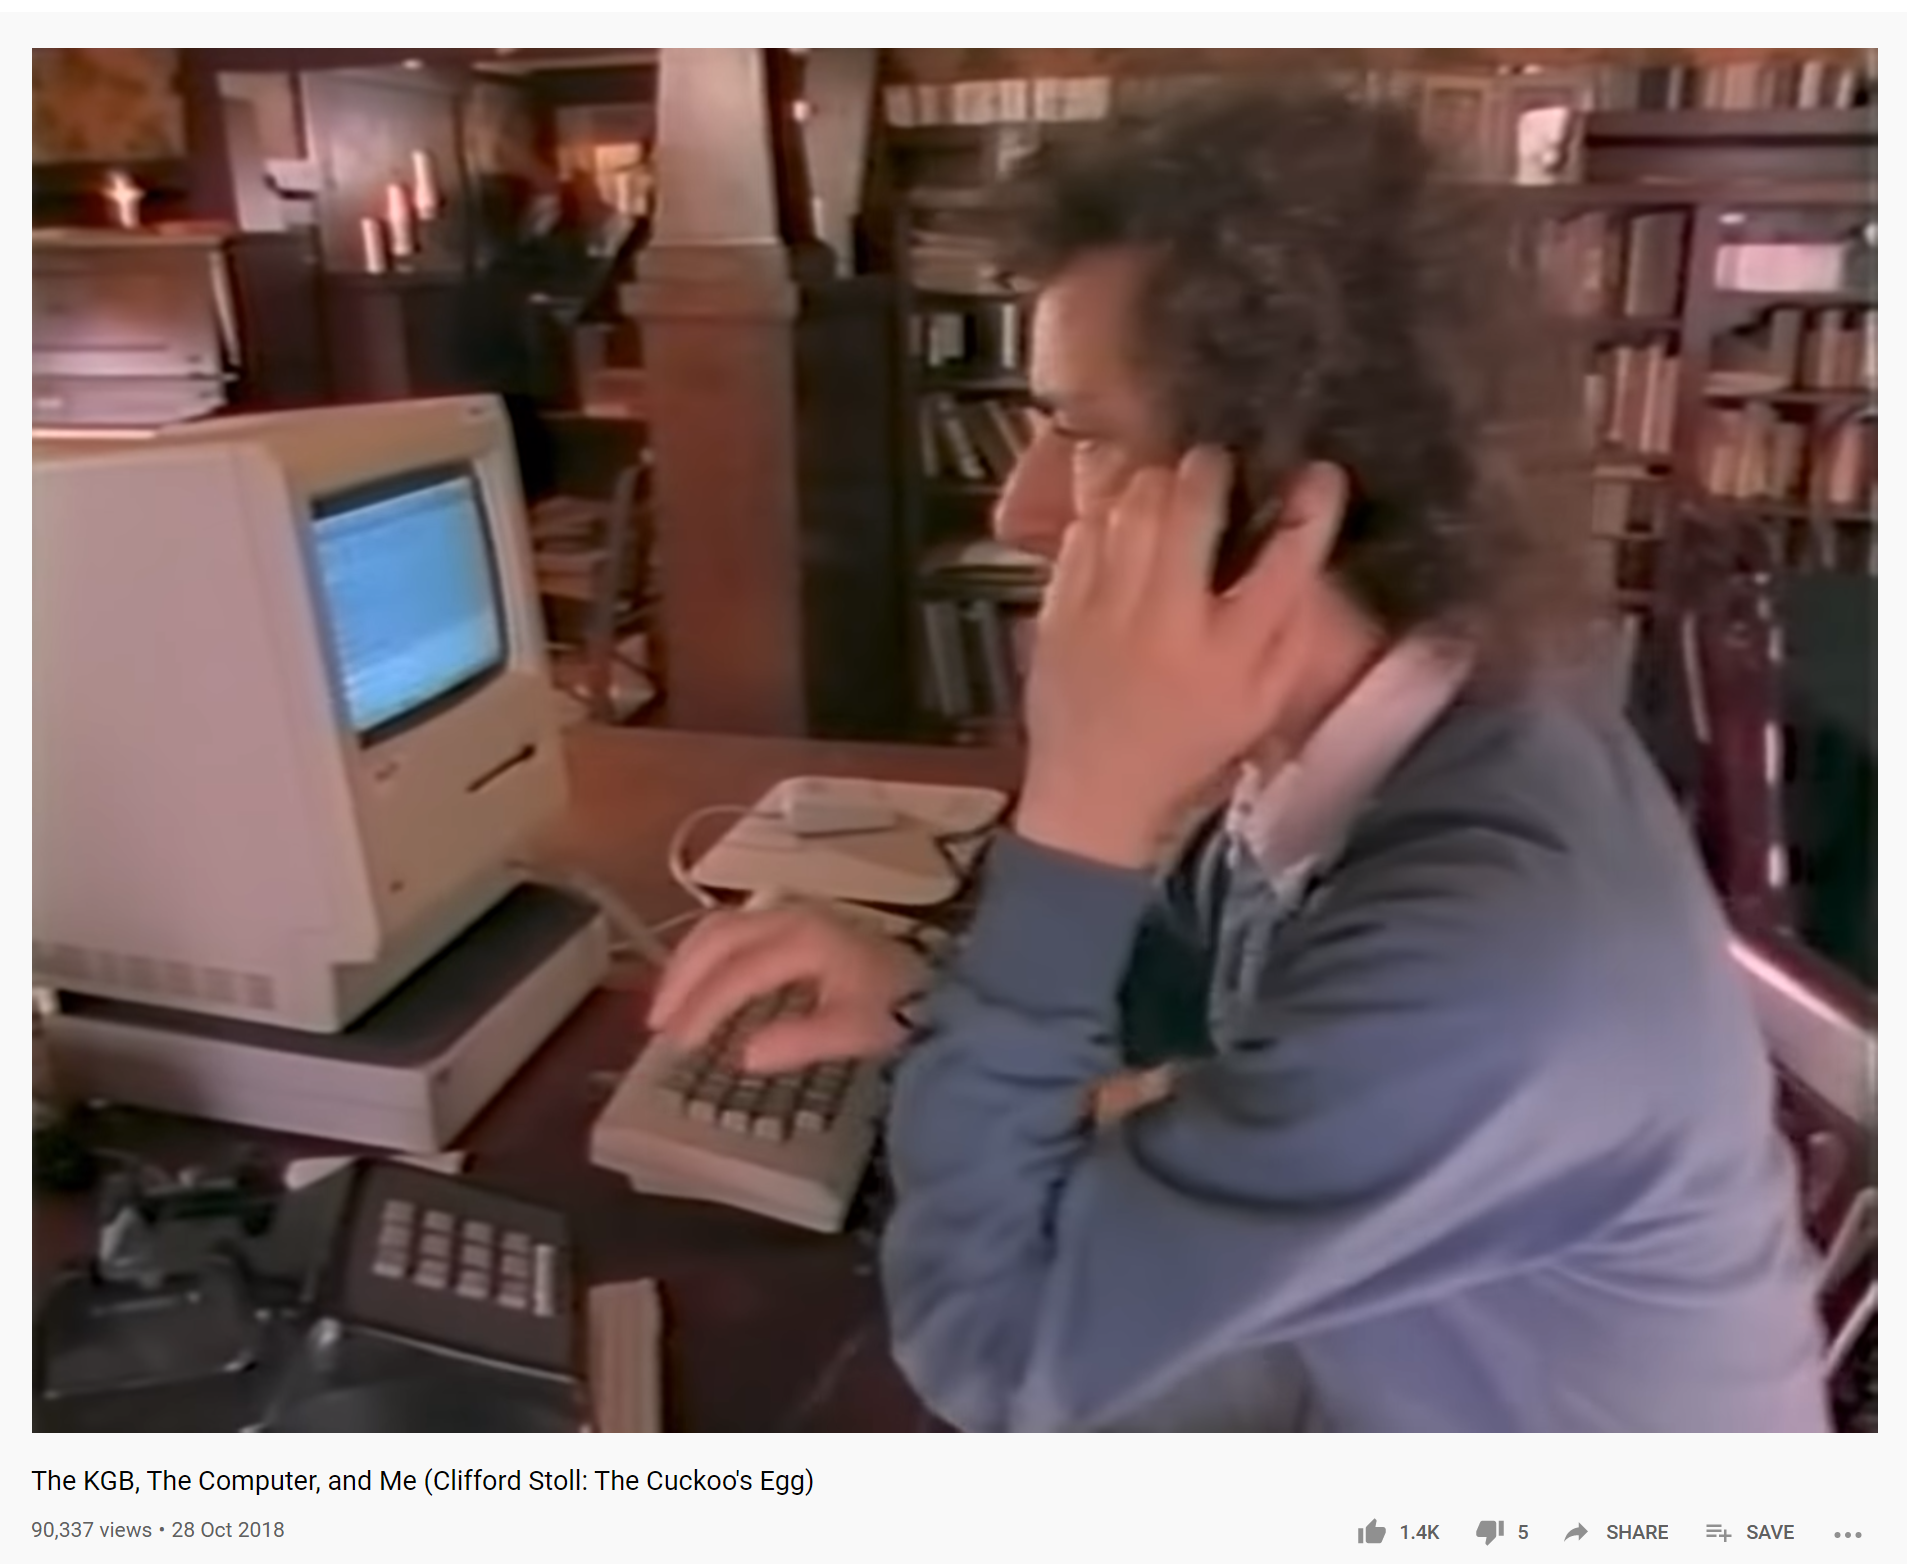 The KGB, The Computer, and Me (Clifford Stoll: The Cuckoo's Egg)
90,337 views • 28 Oct 2018
1.4K 5 SHARE SAVE